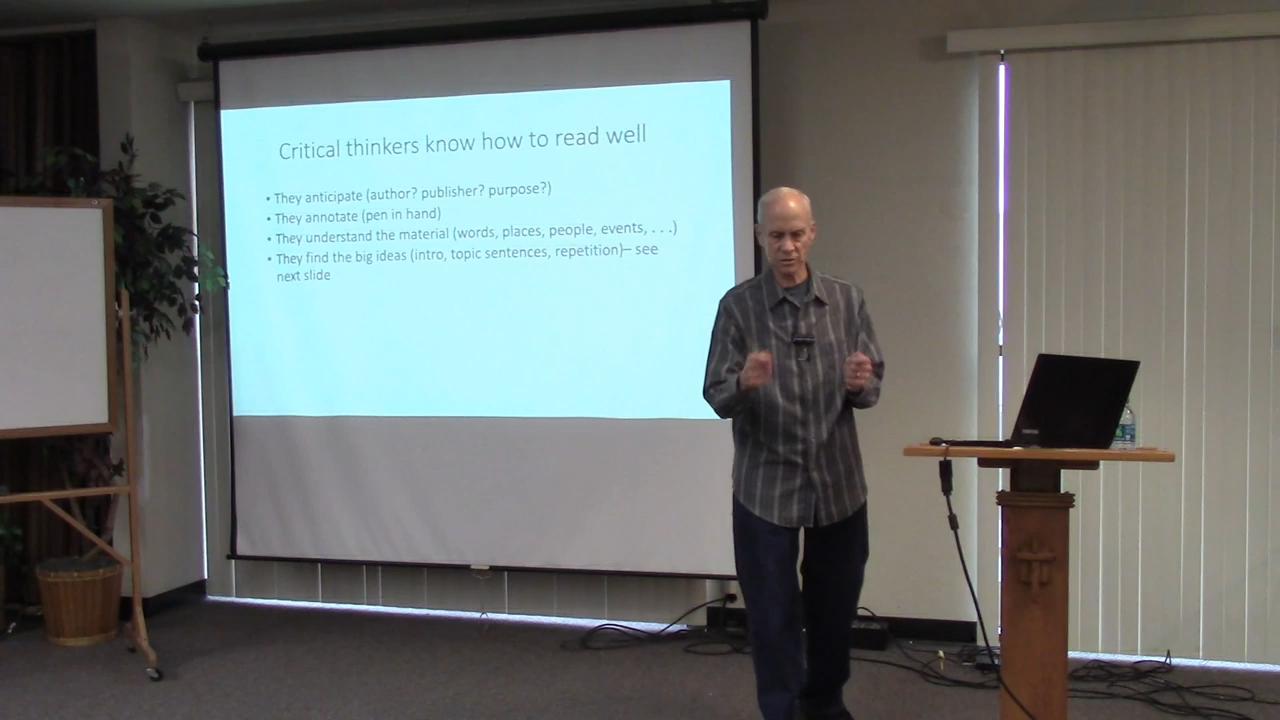 Critical thinkers know how to read well
• They anticipate (author? publisher? purpose?)
• They annotate (pen in hand)
• They understand the material (words, places, people, events, . . .)
• They find the big ideas (intro, topic sentences, repetition)– see
next slide